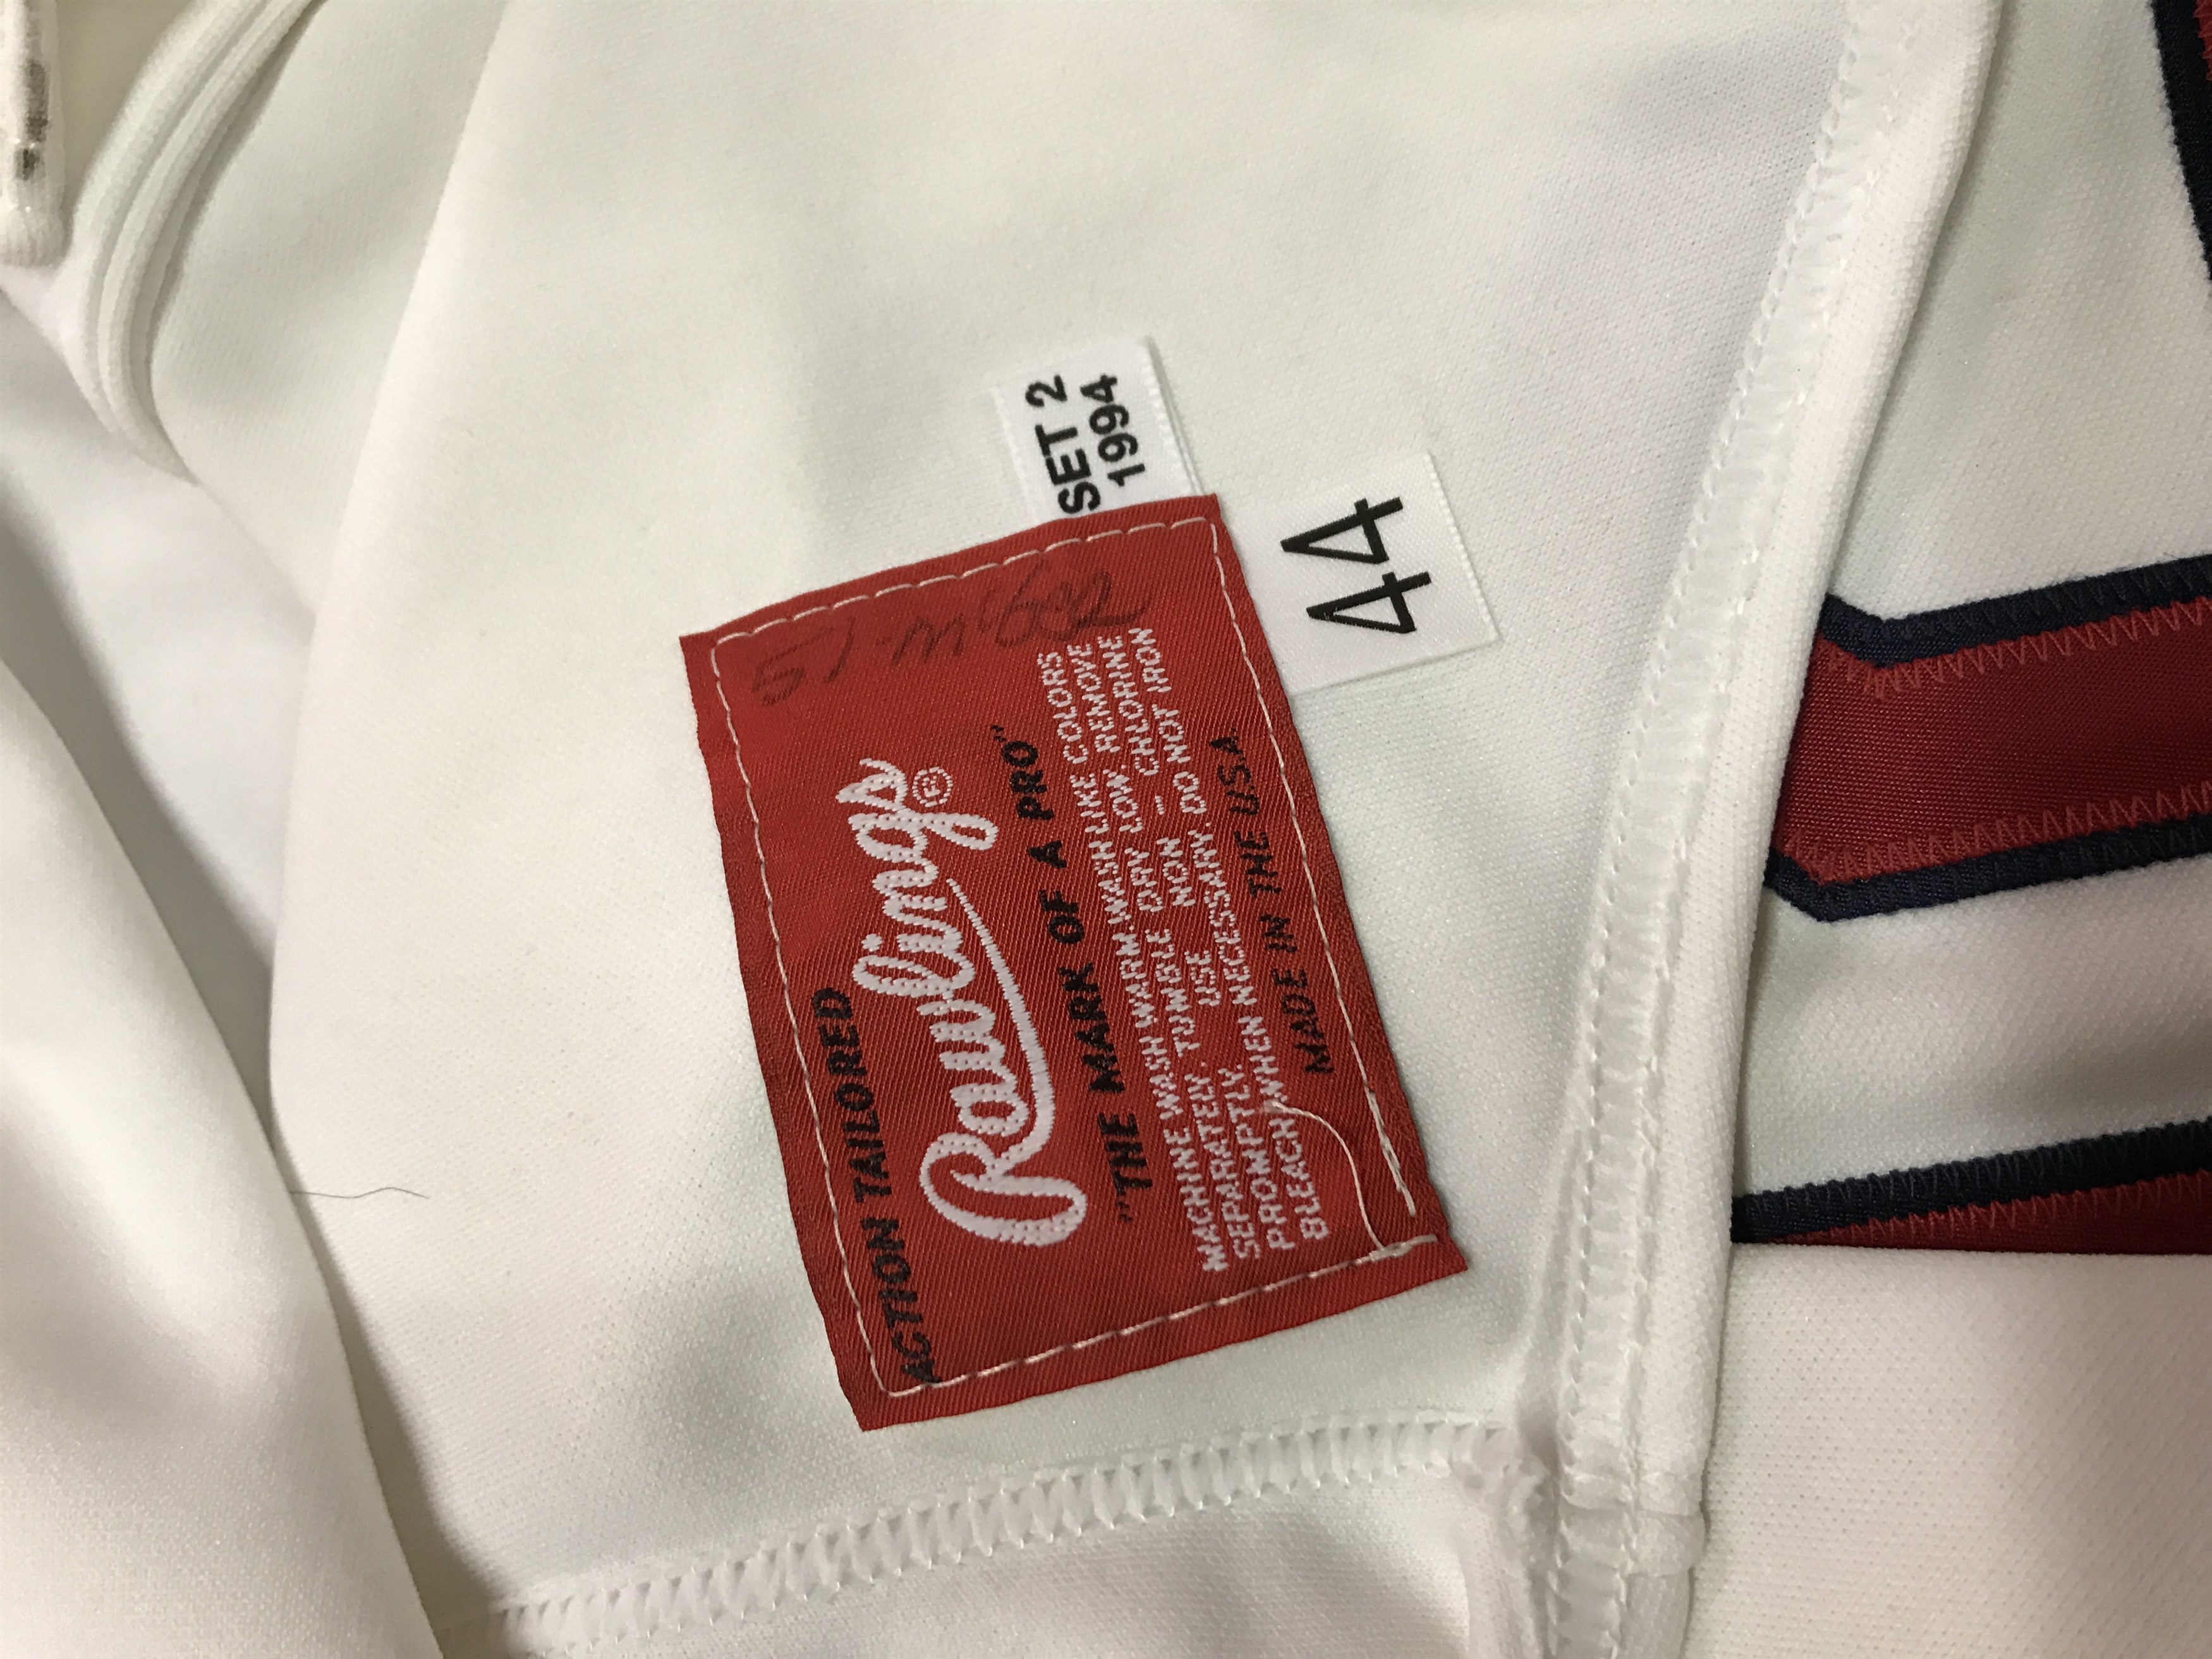 SET 2
1994
44
ACTION TAILORED
Rawlings ®
"THE MARK OF A PRO"
MACHINE WASH WARM WASH LIKE COLORS
SEPARATELY, TUMBLE DRY LOW REMOVE
PROMPTLY. USE NON – CHLORINE
BLEACH WHEN NECESSARY. DO NOT IRON
MADE IN THE USA